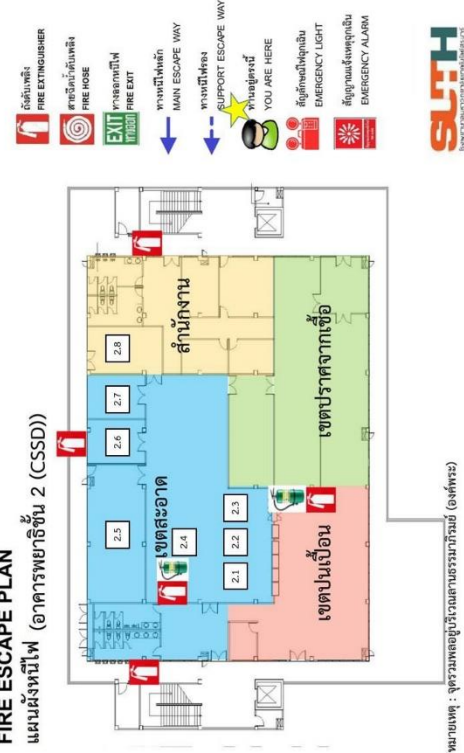 FIRE ESCAPE PLAN
แผนผังหนีไฟ (อาคารพยาธิชั้น 2 (CSSD))
2.5
2.6
2.7
2.8
เขตสะอาด
2.4
สำนักงาน
2.1
2.2
2.3
เขตปนเปื้อน
เขตปราศจากเชื้อ
หมายเหตุ : จุดรวมพลอยู่บริเวณลานธรรมาภิรมย์ (องค์พระ)
ถังดับเพลิง
FIRE EXTINGUISHER
สายฉีดน้ำดับเพลิง
FIRE HOSE
EXIT
ทางออก
ทางออกหนีไฟ
FIRE EXIT
ทางหนีไฟหลัก
MAIN ESCAPE WAY
ทางหนีไฟรอง
SUPPORT ESCAPE WAY
ท่านอยู่ตรงนี้
YOU ARE HERE
สัญลักษณ์ไฟฉุกเฉิน
EMERGENCY LIGHT
สัญญาณแจ้งเหตุฉุกเฉิน
EMERGENCY ALARM
SUTH